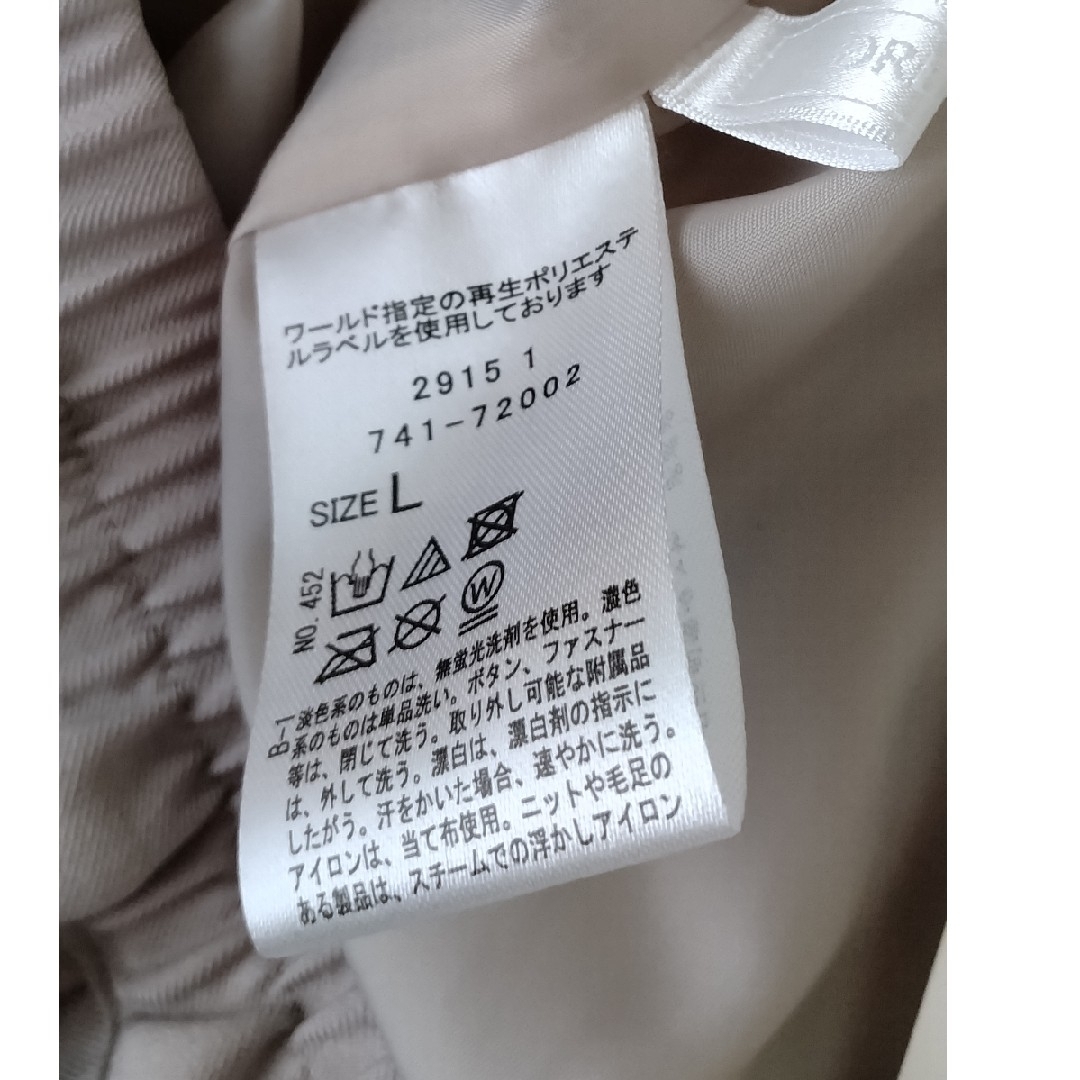 OR
ワールド指定の再生ポリエステ
ルラベルを使用しております
2915 1
741-72002
SIZE L
NO. 452
W
B-1 淡色系のものは、無蛍光洗剤を使用。濃色
系のものは単品洗い。ボタン、ファスナー
等は、閉じて洗う。取り外し可能な附属品
は、外して洗う。漂白は、漂白剤の指示に
したがう。汗をかいた場合、速やかに洗う。
アイロンは、当て布使用。ニットや毛足の
ある製品は、スチームでの浮かしアイロン